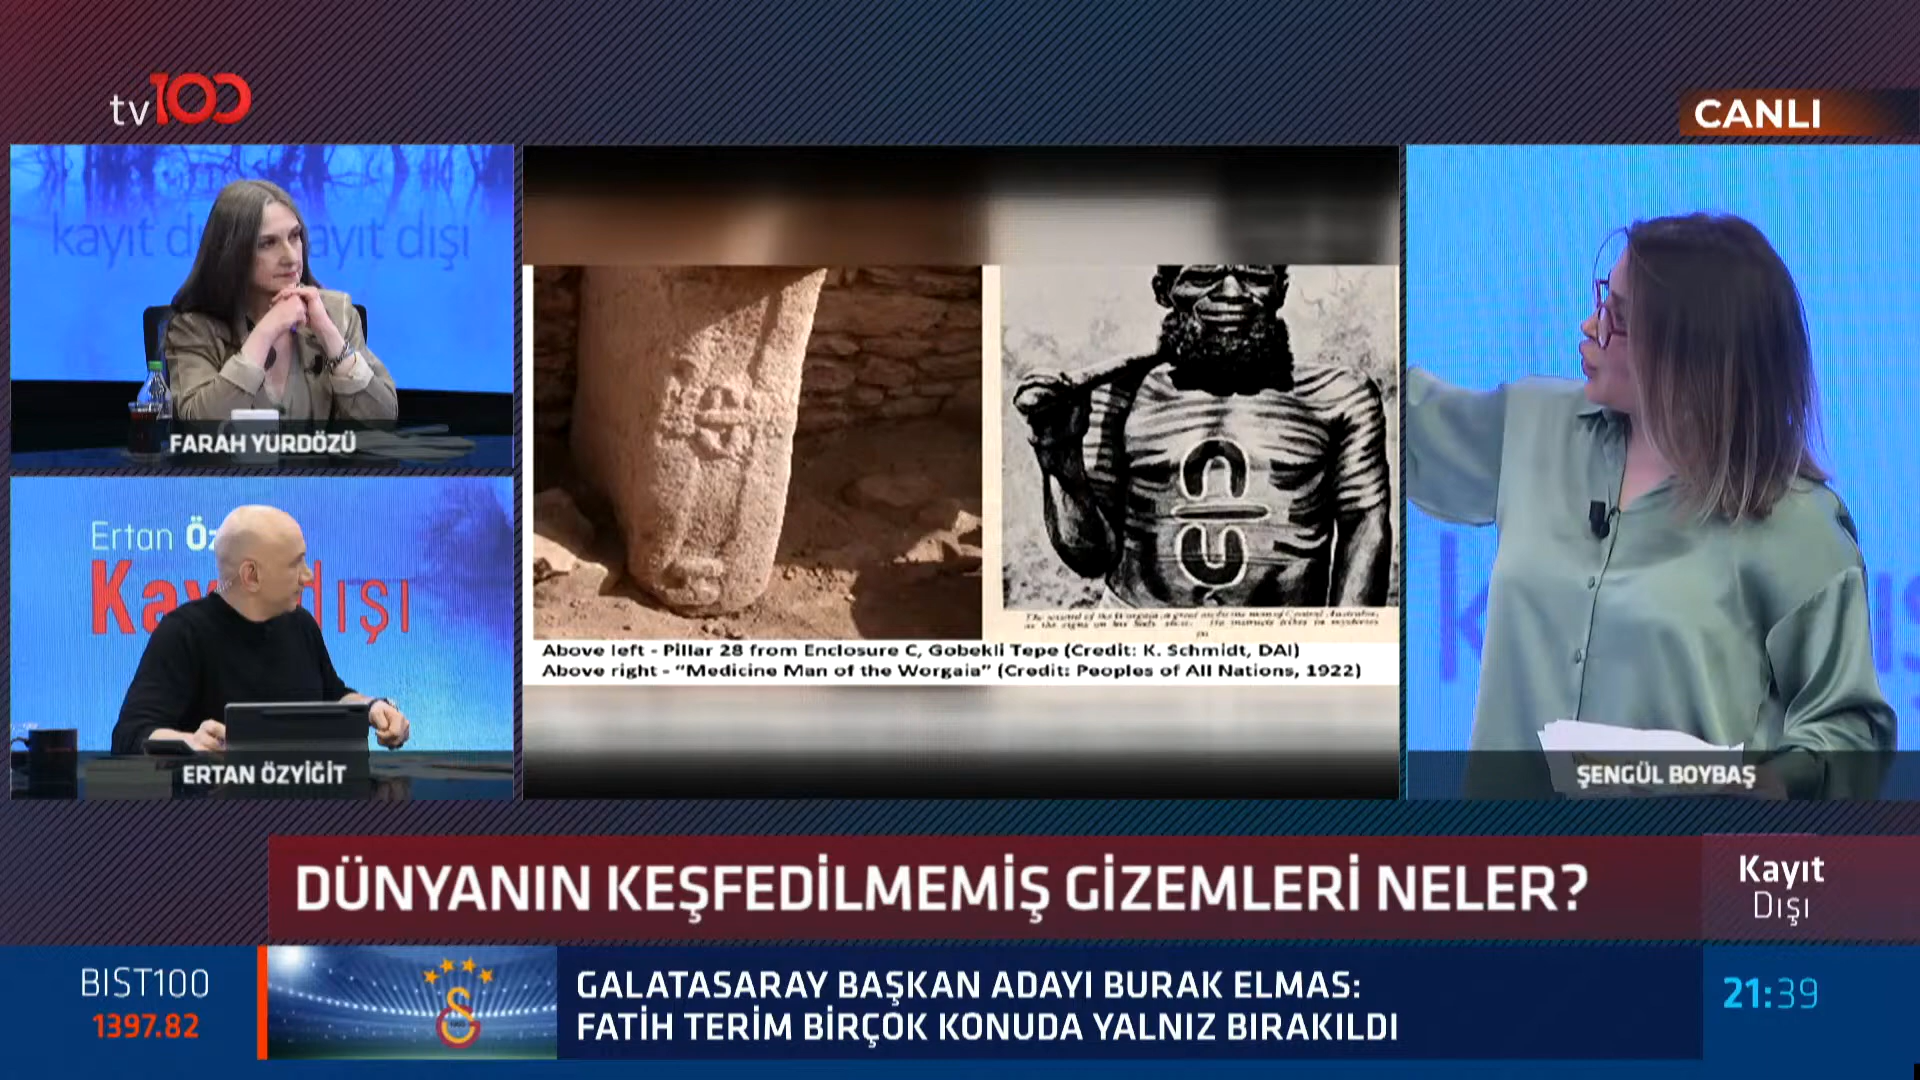 tv100
CANLI
kayıt dışı
FARAH YURDÖZÜ
Ertan
Kayıt dışı
ERTAN ÖZYİĞİT
Above left - Pillar 28 from Enclosure C, Gobekli Tepe (Credit: K. Schmidt, DAI)
Above right - “Medicine Man of the Worgaia” (Credit: Peoples of All Nations, 1922)
ŞENGÜL BOYBAŞ
DÜNYANIN KEŞFEDİLMEMİŞ GİZEMLERİ NELER?
Kayıt
Dışı
BIST100
1397.82
GALATASARAY BAŞKAN ADAYI BURAK ELMAS:
FATİH TERİM BİRÇOK KONUDA YALNIZ BIRAKILDI
21:39